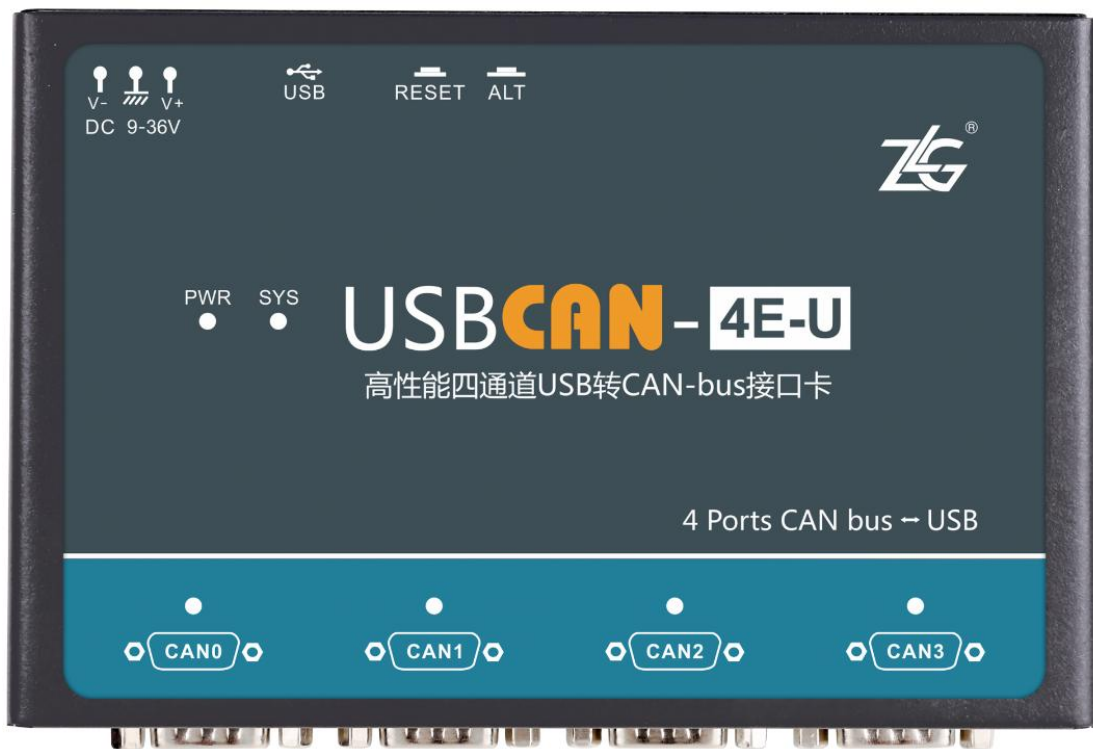 V- V+
DC 9-36V
USB
RESET ALT
ZLG®
PWR SYS
USBCAN-4E-U
高性能四通道USB转CAN-bus接口卡
4 Ports CAN bus ↔ USB
CAN0 CAN1 CAN2 CAN3